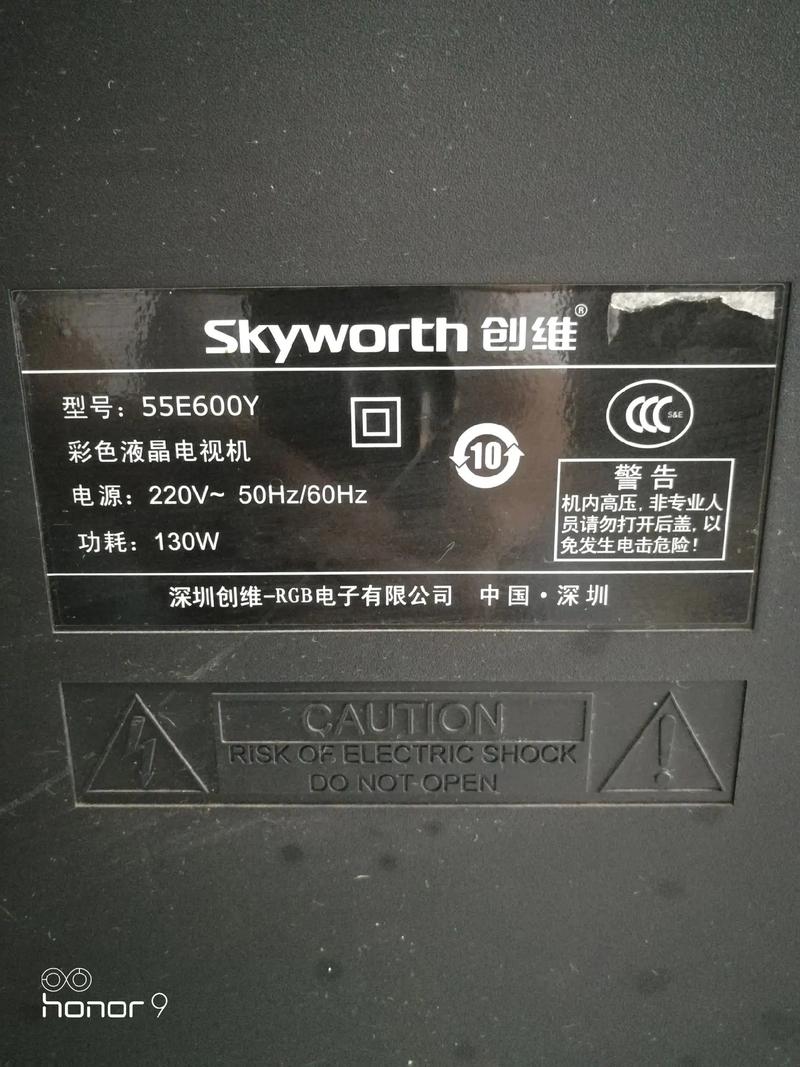 Skyworth 创维®
型号：55E600Y
彩色液晶电视机
电源：220V~ 50Hz/60Hz
功耗：130W
10
CCC S&E
警告
机内高压，非专业人
员请勿打开后盖，以
免发生电击危险！
深圳创维-RGB电子有限公司 中国·深圳
CAUTION
RISK OF ELECTRIC SHOCK
DO NOT OPEN
honor 9